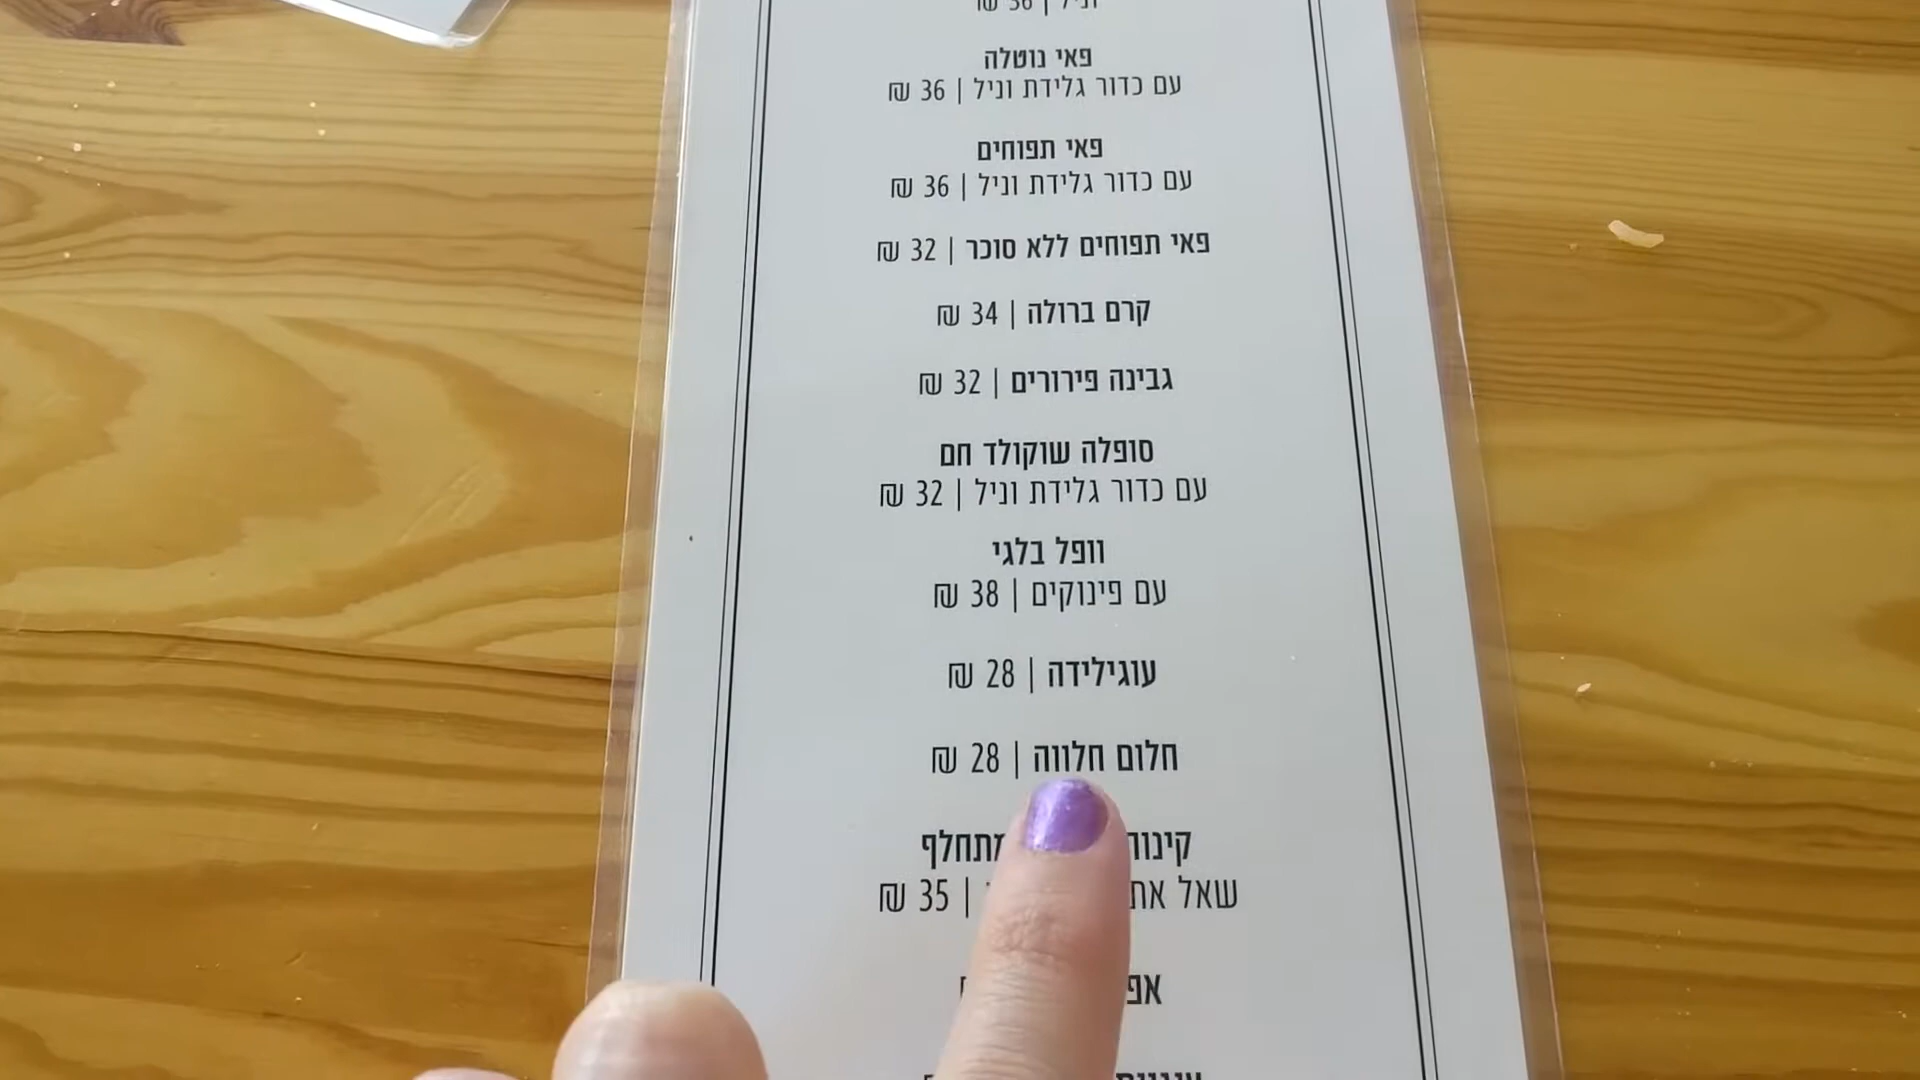 וניל | 36 ₪
פאי נוטלה
עם כדור גלידת וניל | 36 ₪
פאי תפוחים
עם כדור גלידת וניל | 36 ₪
פאי תפוחים ללא סוכר | 32 ₪
קרם ברולה | 34 ₪
גבינה פירורים | 32 ₪
סופלה שוקולד חם
עם כדור גלידת וניל | 32 ₪
וופל בלגי
עם פינוקים | 38 ₪
עוגילידה | 28 ₪
חלום חלווה | 28 ₪
מתחלף
שאל את | 35 ₪